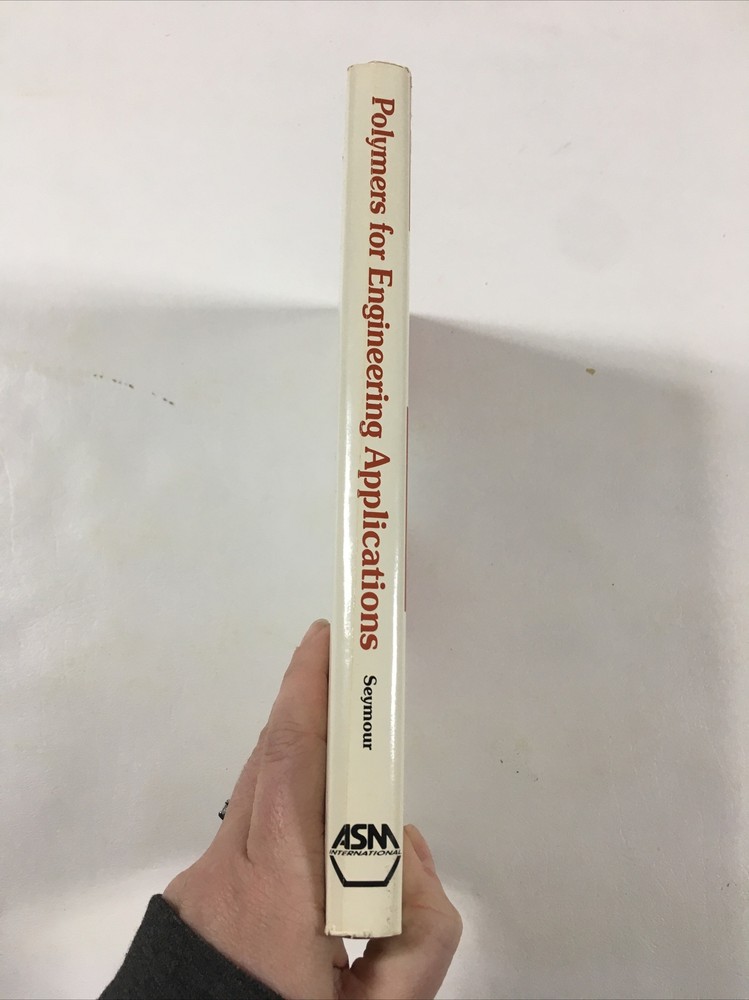 Polymers for Engineering Applications
Seymour
ASM
INTERNATIONAL